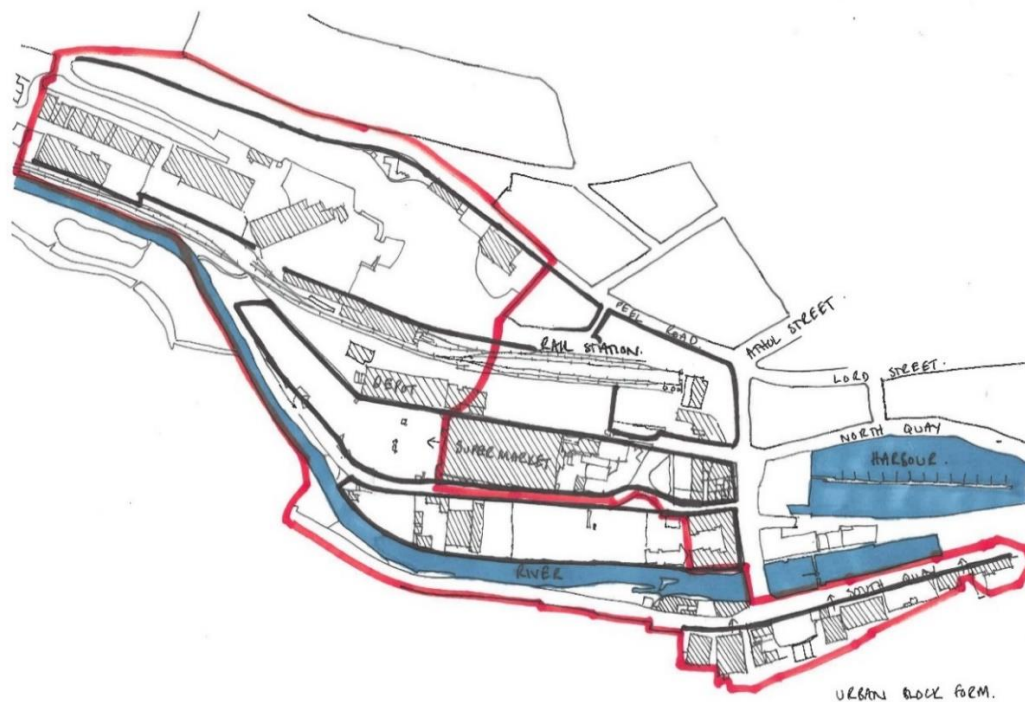 PEEL ROAD.
ATHOL STREET.
RAIL STATION.
LORD STREET.
DEPOT
NORTH QUAY
SUPERMARKET
HARBOUR.
RIVER
SOUTH QUAY
URBAN BLOCK FORM.